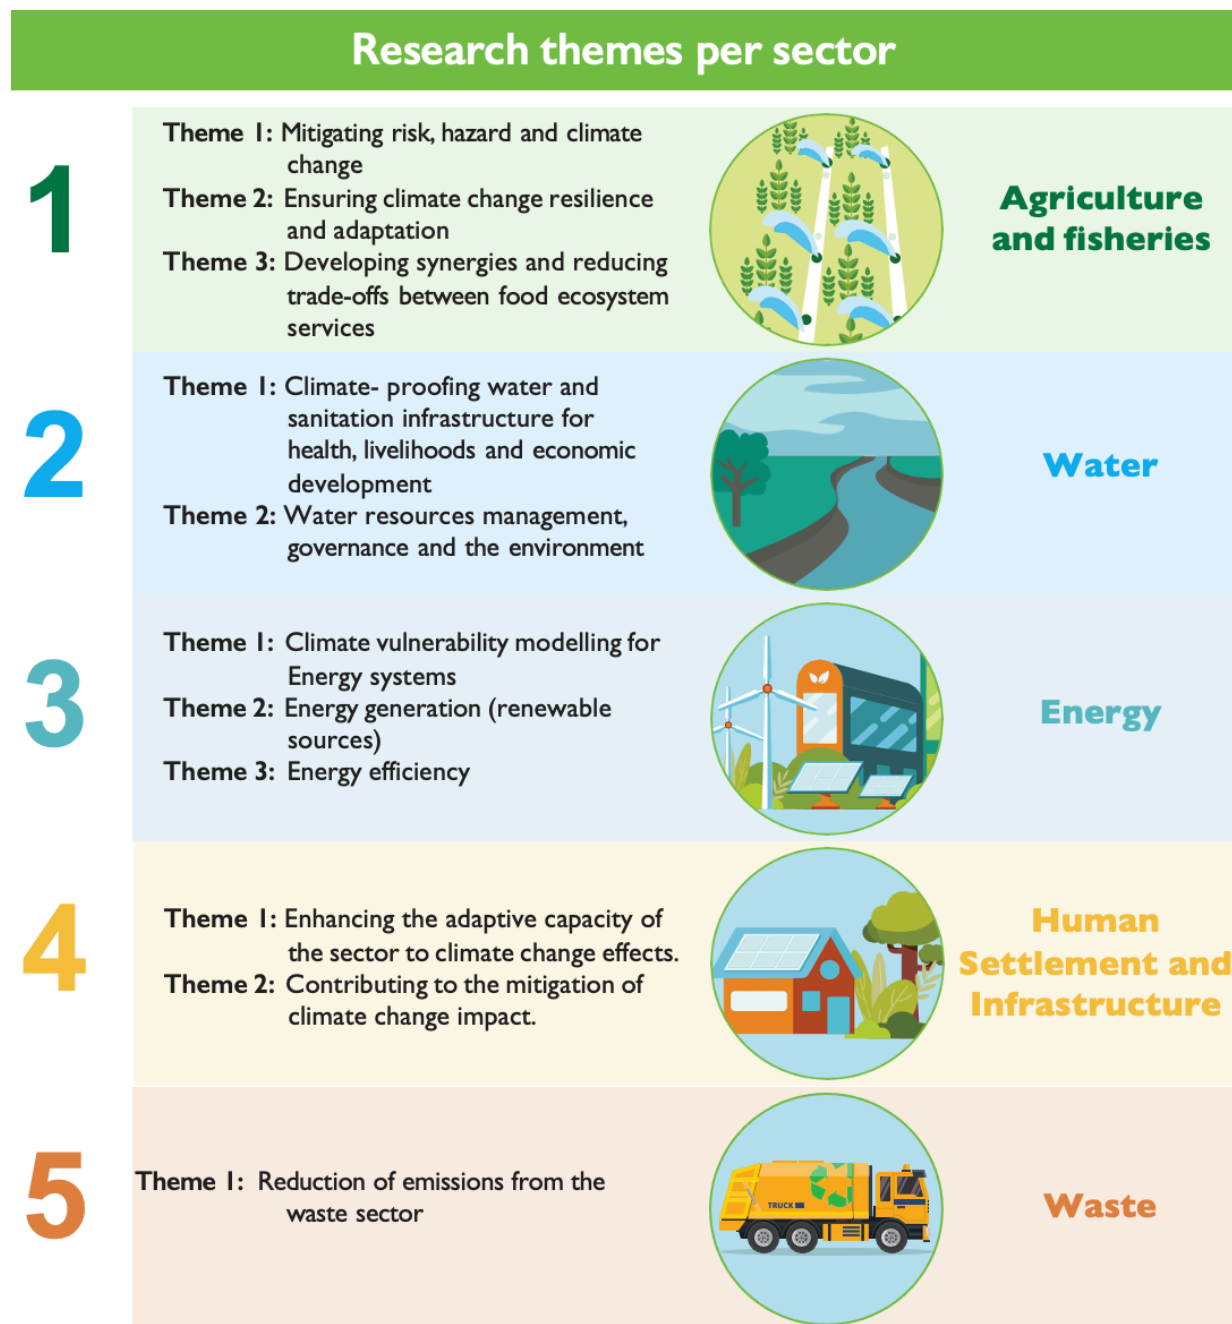 Research themes per sector
1
Theme 1: Mitigating risk, hazard and climate
change
Theme 2: Ensuring climate change resilience
and adaptation
Theme 3: Developing synergies and reducing
trade-offs between food ecosystem
services
Agriculture
and fisheries
2
Theme 1: Climate- proofing water and
sanitation infrastructure for
health, livelihoods and economic
development
Theme 2: Water resources management,
governance and the environment
Water
3
Theme 1: Climate vulnerability modelling for
Energy systems
Theme 2: Energy generation (renewable
sources)
Theme 3: Energy efficiency
Energy
4
Theme 1: Enhancing the adaptive capacity of
the sector to climate change effects.
Theme 2: Contributing to the mitigation of
climate change impact.
Human
Settlement and
Infrastructure
5
Theme 1: Reduction of emissions from the
waste sector
TRUCK
Waste